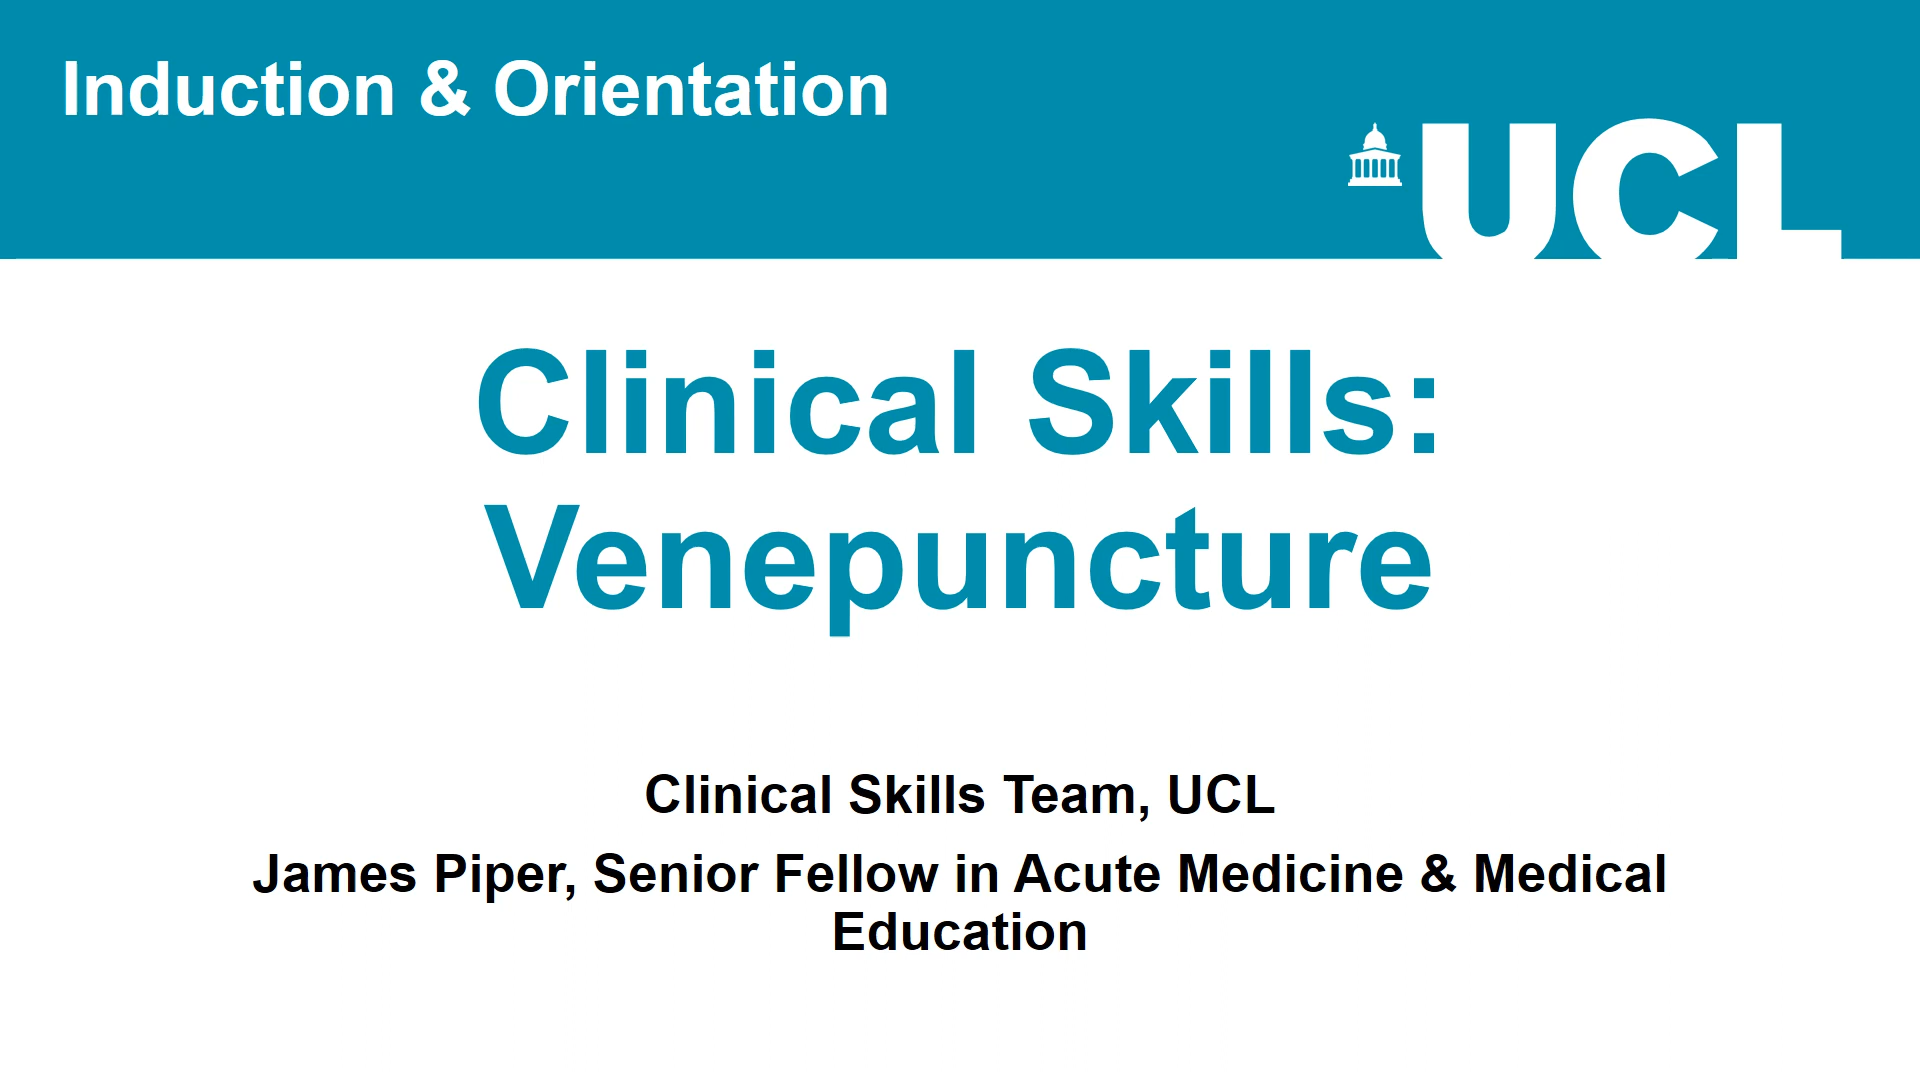 Induction & Orientation
UCL
Clinical Skills:
Venepuncture
Clinical Skills Team, UCL
James Piper, Senior Fellow in Acute Medicine & Medical
Education